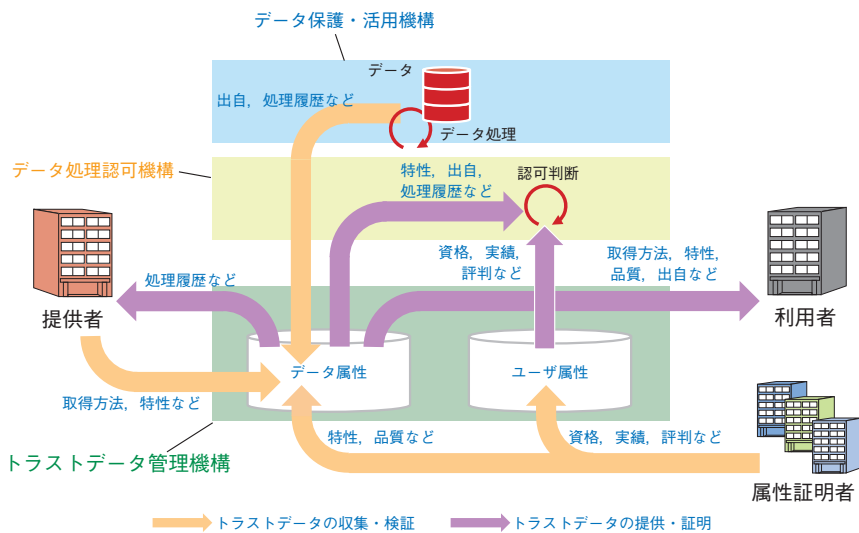 データ保護・活用機構
データ
出自，処理履歴など
データ処理
データ処理認可機構
特性，出自，
処理履歴など
認可判断
資格，実績，
評判など
取得方法，特性，
品質，出自など
処理履歴など
提供者
利用者
データ属性
ユーザ属性
取得方法，特性など
特性，品質など
資格，実績，評判など
トラストデータ管理機構
属性証明者
トラストデータの収集・検証
トラストデータの提供・証明